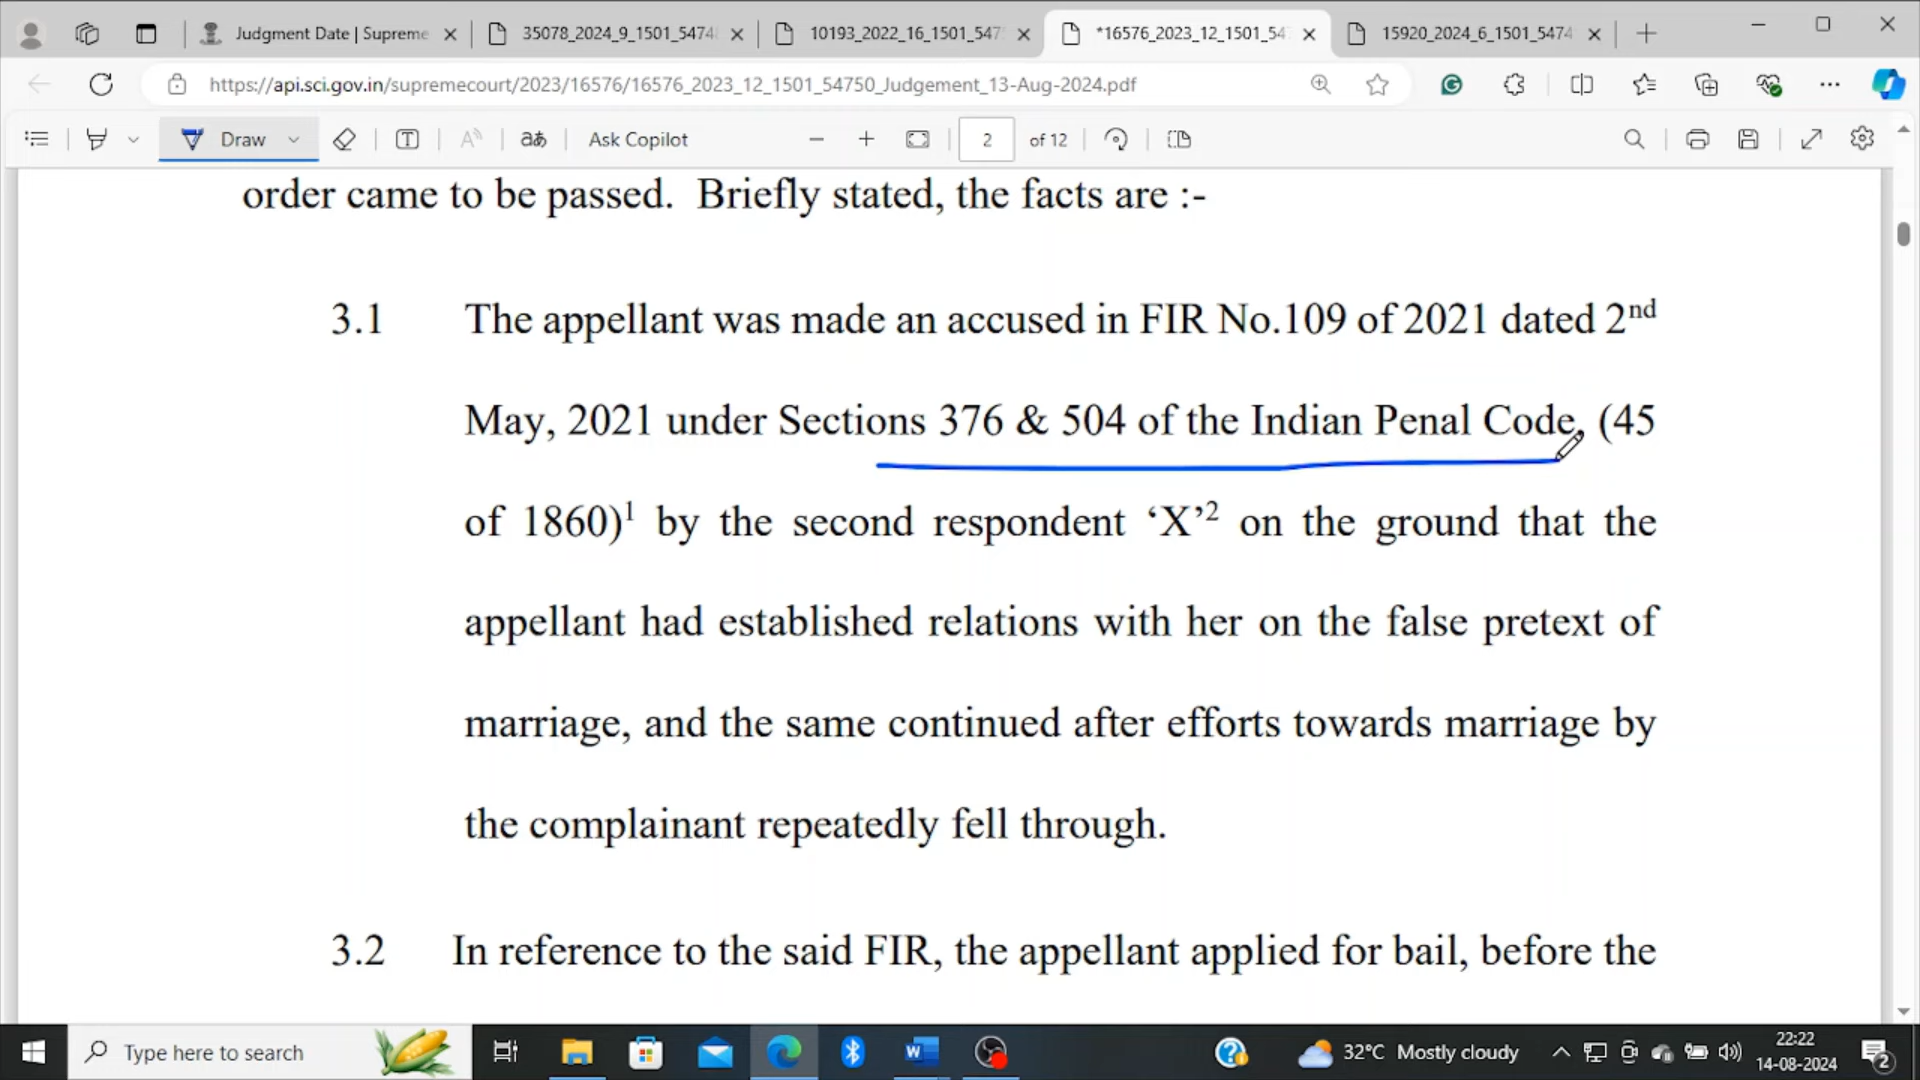 Judgment Date | Supreme
35078_2024_9_1501_5474
10193_2022_16_1501_547
*16576_2023_12_1501_547
15920_2024_6_1501_5474
https://api.sci.gov.in/supremecourt/2023/16576/16576_2023_12_1501_54750_Judgement_13-Aug-2024.pdf
Draw
T
A
aあ
Ask Copilot
2
of 12
order came to be passed. Briefly stated, the facts are :-
3.1 The appellant was made an accused in FIR No.109 of 2021 dated 2nd
May, 2021 under Sections 376 & 504 of the Indian Penal Code, (45
of 1860)1 by the second respondent ‘X’2 on the ground that the
appellant had established relations with her on the false pretext of
marriage, and the same continued after efforts towards marriage by
the complainant repeatedly fell through.
3.2 In reference to the said FIR, the appellant applied for bail, before the
Type here to search
32°C Mostly cloudy
22:22
14-08-2024
2